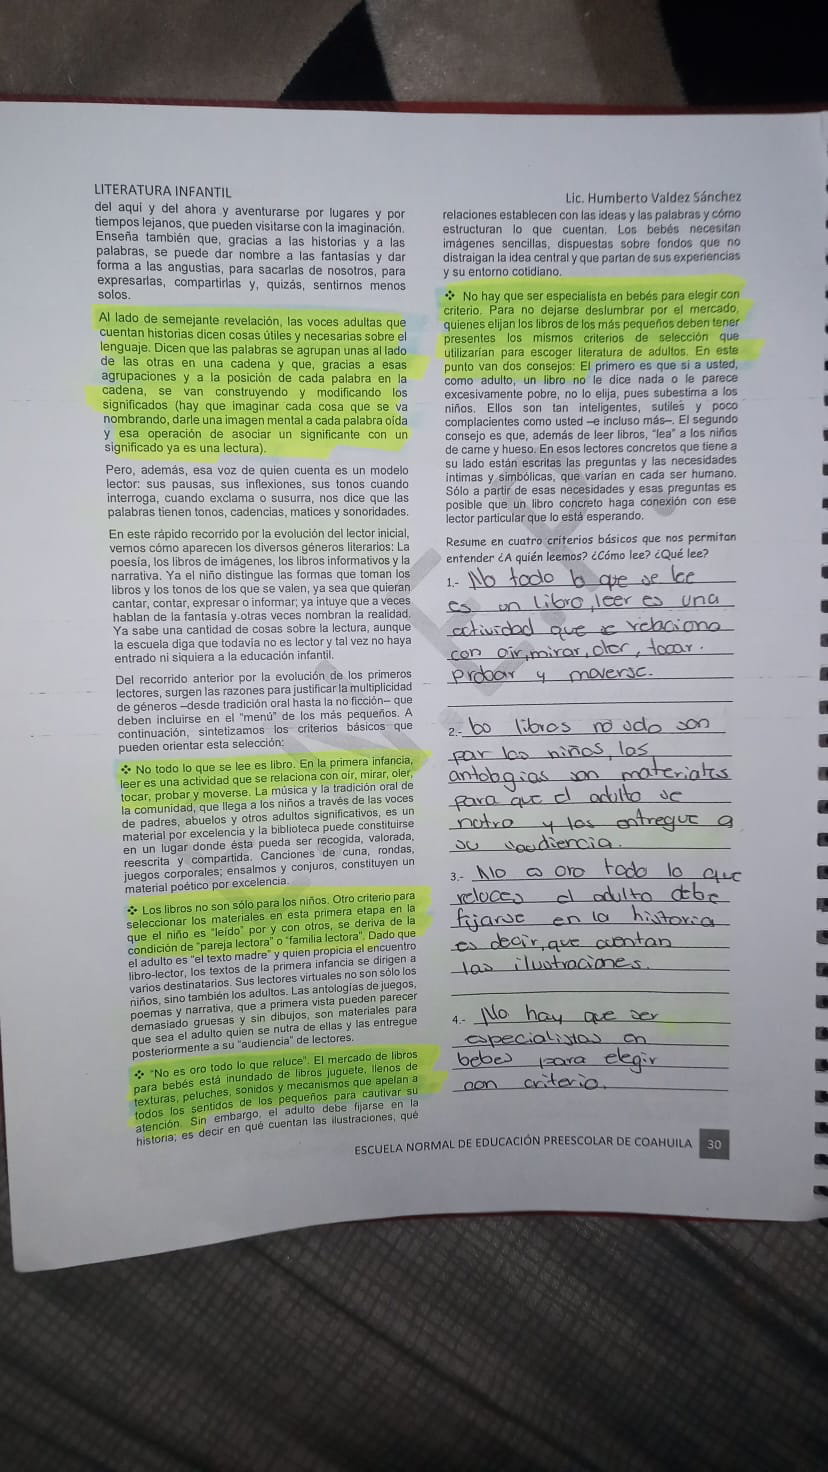 LITERATURA INFANTIL
Lic. Humberto Valdez Sánchez
del aquí y del ahora y aventurarse por lugares y por
tiempos lejanos, que pueden visitarse con la imaginación.
Enseña también que, gracias a las historias y a las
palabras, se puede dar nombre a las fantasías y dar
forma a las angustias, para sacarlas de nosotros, para
expresarlas, compartirlas y, quizás, sentirnos menos
solos.
Al lado de semejante revelación, las voces adultas que
cuentan historias dicen cosas útiles y necesarias sobre el
lenguaje. Dicen que las palabras se agrupan unas al lado
de las otras en una cadena y que, gracias a esas
agrupaciones y a la posición de cada palabra en la
cadena, se van construyendo y modificando los
significados (hay que imaginar cada cosa que se va
nombrando, darle una imagen mental a cada palabra oída
y esa operación de asociar un significante con un
significado ya es una lectura).
Pero, además, esa voz de quien cuenta es un modelo
lector: sus pausas, sus inflexiones, sus tonos cuando
interroga, cuando exclama o susurra, nos dice que las
palabras tienen tonos, cadencias, matices y sonoridades.
En este rápido recorrido por la evolución del lector inicial,
vemos cómo aparecen los diversos géneros literarios: La
poesía, los libros de imágenes, los libros informativos y la
narrativa. Ya el niño distingue las formas que toman los
libros y los tonos de los que se valen, ya sea que quieran
cantar, contar, expresar o informar; ya intuye que a veces
hablan de la fantasía y otras veces nombran la realidad.
Ya sabe una cantidad de cosas sobre la lectura, aunque
la escuela diga que todavía no es lector y tal vez no haya
entrado ni siquiera a la educación infantil.
Del recorrido anterior por la evolución de los primeros
lectores, surgen las razones para justificar la multiplicidad
de géneros –desde tradición oral hasta la no ficción– que
deben incluirse en el "menú" de los más pequeños. A
continuación, sintetizamos los criterios básicos que
pueden orientar esta selección:
❖ No todo lo que se lee es libro. En la primera infancia,
leer es una actividad que se relaciona con oír, mirar, oler,
tocar, probar y moverse. La música y la tradición oral de
la comunidad, que llega a los niños a través de las voces
de padres, abuelos y otros adultos significativos, es un
material por excelencia y la biblioteca puede constituirse
en un lugar donde ésta pueda ser recogida, valorada,
reescrita y compartida. Canciones de cuna, rondas,
juegos corporales; ensalmos y conjuros, constituyen un
material poético por excelencia.
❖ Los libros no son sólo para los niños. Otro criterio para
seleccionar los materiales en esta primera etapa en la
que el niño es "leído" por y con otros, se deriva de la
condición de "pareja lectora" o "familia lectora". Dado que
el adulto es "el texto madre" y quien propicia el encuentro
libro-lector, los textos de la primera infancia se dirigen a
varios destinatarios. Sus lectores virtuales no son sólo los
niños, sino también los adultos. Las antologías de juegos,
poemas y narrativa, que a primera vista pueden parecer
demasiado gruesas y sin dibujos, son materiales para
que sea el adulto quien se nutra de ellas y las entregue
posteriormente a su "audiencia" de lectores.
❖ "No es oro todo lo que reluce". El mercado de libros
para bebés está inundado de libros juguete, llenos de
texturas, peluches, sonidos y mecanismos que apelan a
todos los sentidos de los pequeños para cautivar su
atención. Sin embargo, el adulto debe fijarse en la
historia; es decir en qué cuentan las ilustraciones, qué
relaciones establecen con las ideas y las palabras y cómo
estructuran lo que cuentan. Los bebés necesitan
imágenes sencillas, dispuestas sobre fondos que no
distraigan la idea central y que partan de sus experiencias
y su entorno cotidiano.
❖ No hay que ser especialista en bebés para elegir con
criterio. Para no dejarse deslumbrar por el mercado,
quienes elijan los libros de los más pequeños deben tener
presentes los mismos criterios de selección que
utilizarían para escoger literatura de adultos. En este
punto van dos consejos: El primero es que si a usted,
como adulto, un libro no le dice nada o le parece
excesivamente pobre, no lo elija, pues subestima a los
niños. Ellos son tan inteligentes, sutiles y poco
complacientes como usted –e incluso más–. El segundo
consejo es que, además de leer libros, "lea" a los niños
de carne y hueso. En esos lectores concretos que tiene a
su lado están escritas las preguntas y las necesidades
íntimas y simbólicas, que varían en cada ser humano.
Sólo a partir de esas necesidades y esas preguntas es
posible que un libro concreto haga conexión con ese
lector particular que lo está esperando.
Resume en cuatro criterios básicos que nos permitan
entender ¿A quién leemos? ¿Cómo lee? ¿Qué lee?
1.- No todo lo que se lee
es un libro, leer es una
actividad que se relaciona
con oir, mirar, olor, tocar.
Probar y moverse.
2.- Lo libros no solo son
par los niños, las
antologias son materiales
para que el adulto se
notra y los entregue a
su audiencia.
3.- No es oro todo lo que
reluces el adulto debe
fijarse en la historia
es decir, que cuentan
las ilustraciones.
4.- No hay que ser
especialistas en
bebes para elegir
con criterio.
ESCUELA NORMAL DE EDUCACIÓN PREESCOLAR DE COAHUILA 30